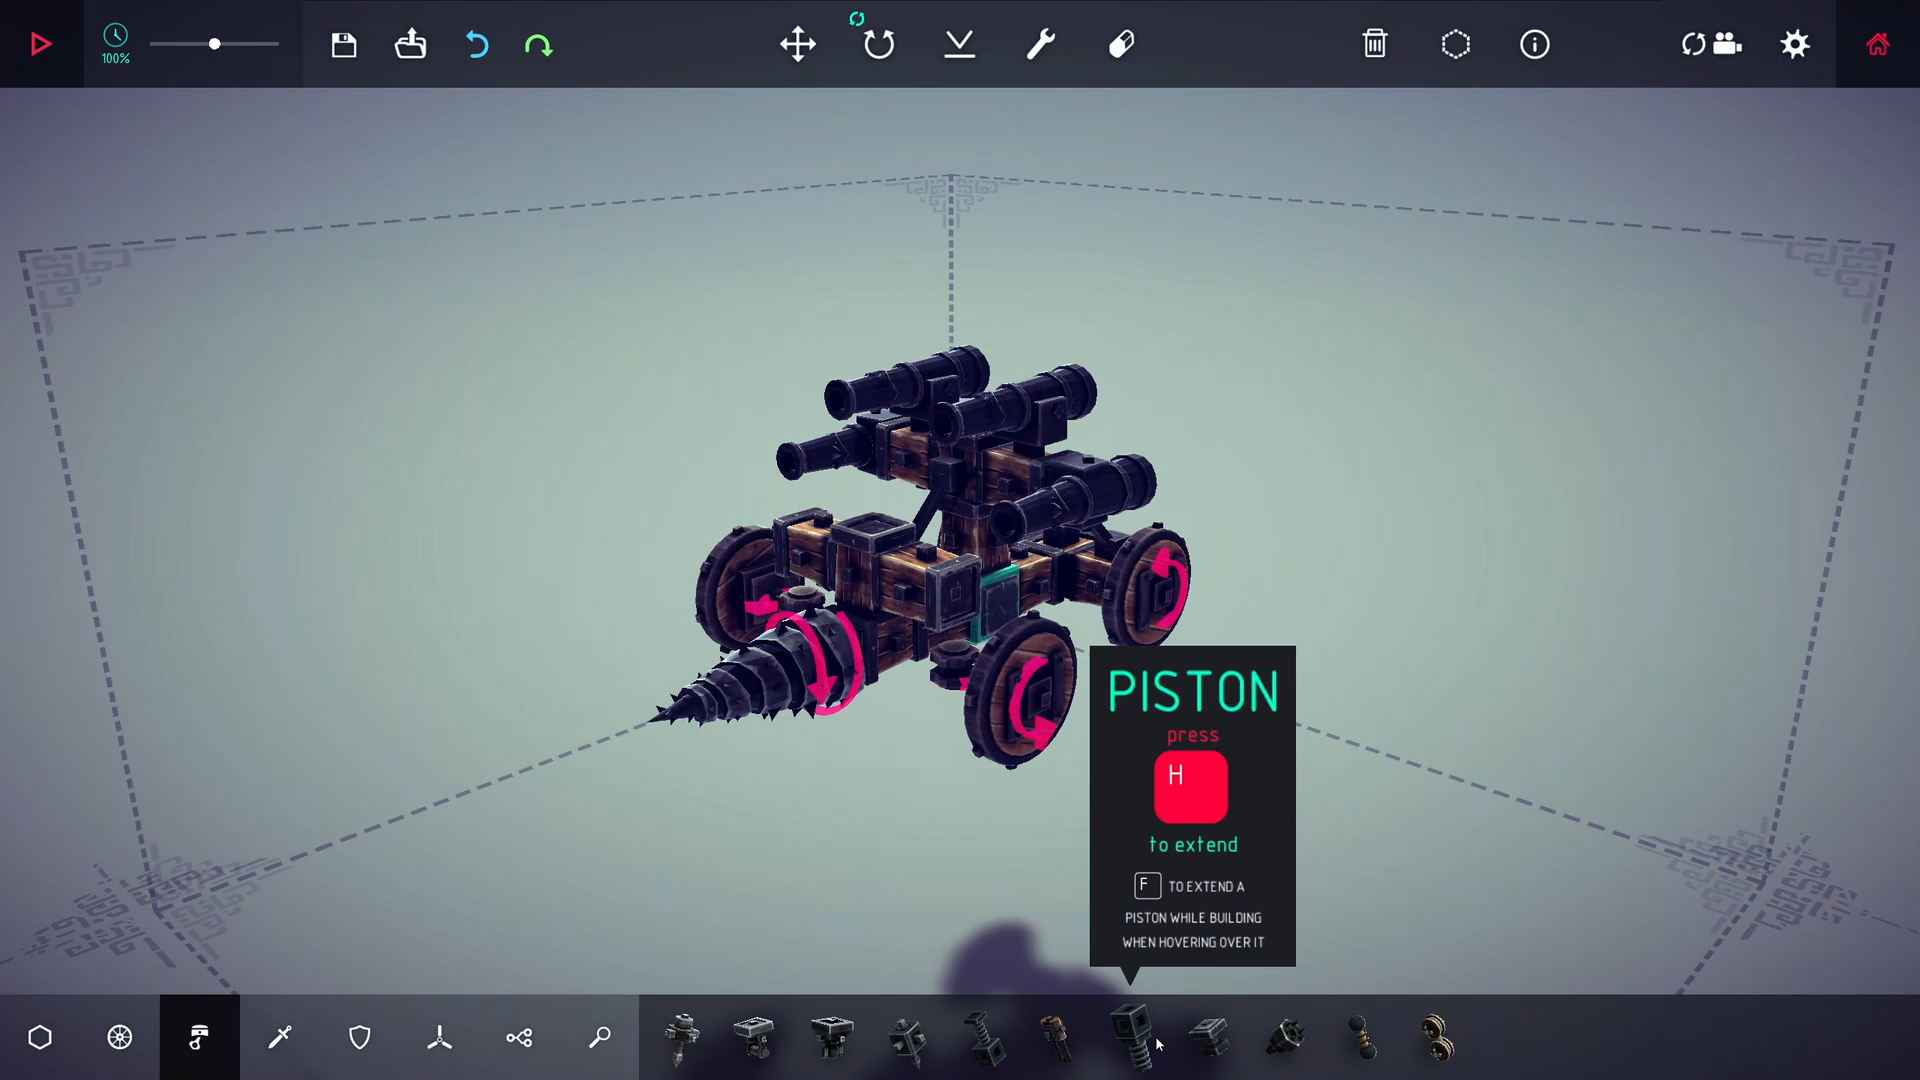 100%
PISTON
press
H
to extend
F TO EXTEND A
PISTON WHILE BUILDING
WHEN HOVERING OVER IT